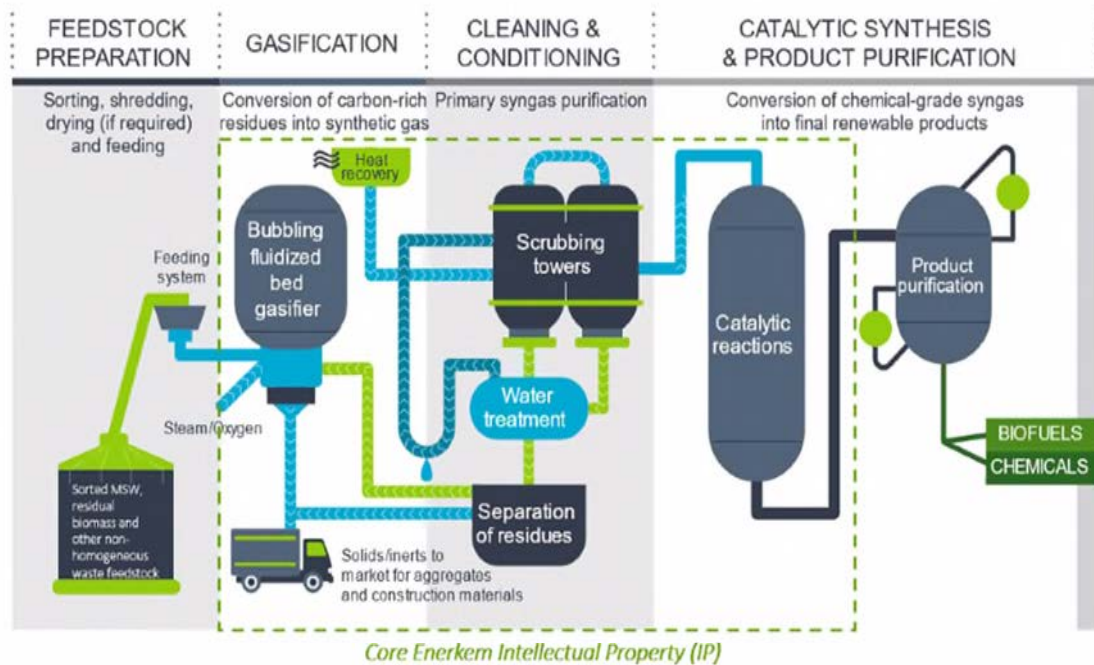 FEEDSTOCK
PREPARATION
GASIFICATION
CLEANING &
CONDITIONING
CATALYTIC SYNTHESIS
& PRODUCT PURIFICATION
Sorting, shredding,
drying (if required)
and feeding
Conversion of carbon-rich
residues into synthetic gas
Primary syngas purification
Conversion of chemical-grade syngas
into final renewable products
Heat
recovery
Bubbling
fluidized
bed
gasifier
Scrubbing
towers
Feeding
system
Product
purification
Catalytic
reactions
Water
treatment
Steam/Oxygen
BIOFUELS
CHEMICALS
Sorted MSW,
residual
biomass and
other non-
homogeneous
waste feedstock
Separation
of residues
Solids/inerts to
market for aggregates
and construction materials
Core Enerkem Intellectual Property (IP)